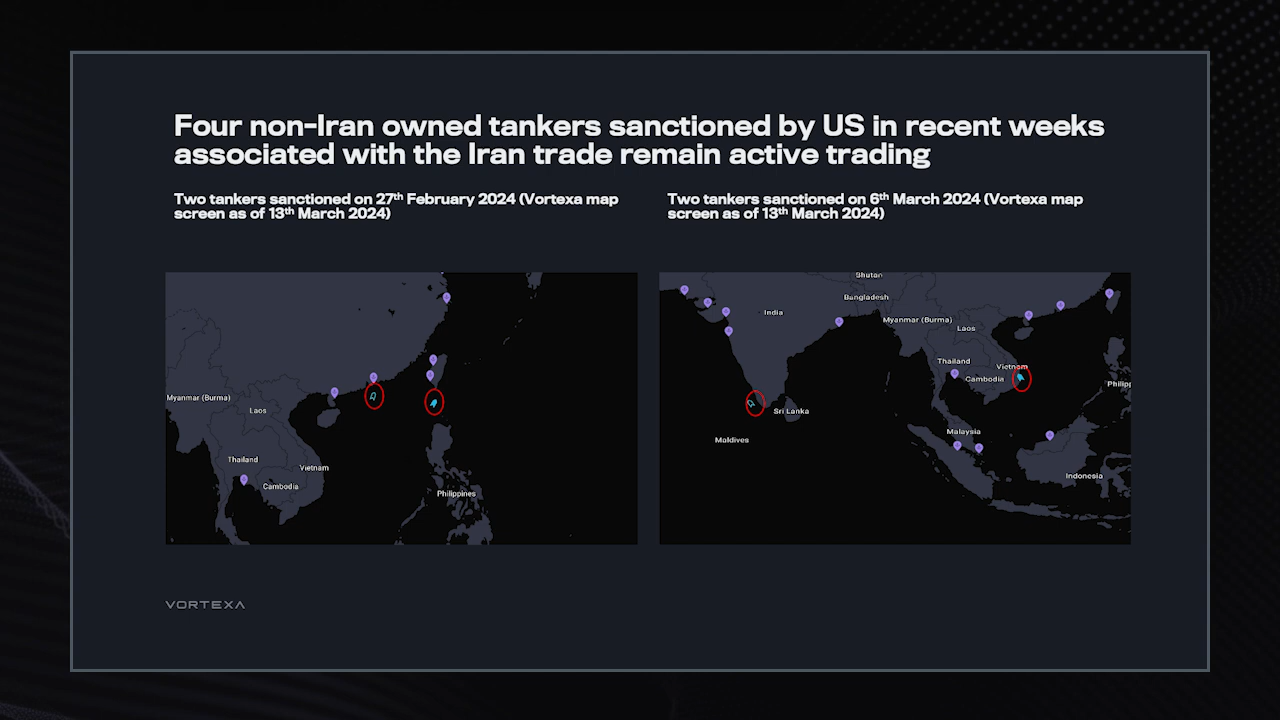 Four non-Iran owned tankers sanctioned by US in recent weeks
associated with the Iran trade remain active trading
Two tankers sanctioned on 27th February 2024 (Vortexa map
screen as of 13th March 2024)
Two tankers sanctioned on 6th March 2024 (Vortexa map
screen as of 13th March 2024)
Myanmar (Burma)
Laos
Thailand
Vietnam
Cambodia
Philippines
Bhutan
Bangladesh
India
Myanmar (Burma)
Laos
Thailand
Vietnam
Cambodia
Philipp
Sri Lanka
Malaysia
Maldives
Indonesia
VORTEXA